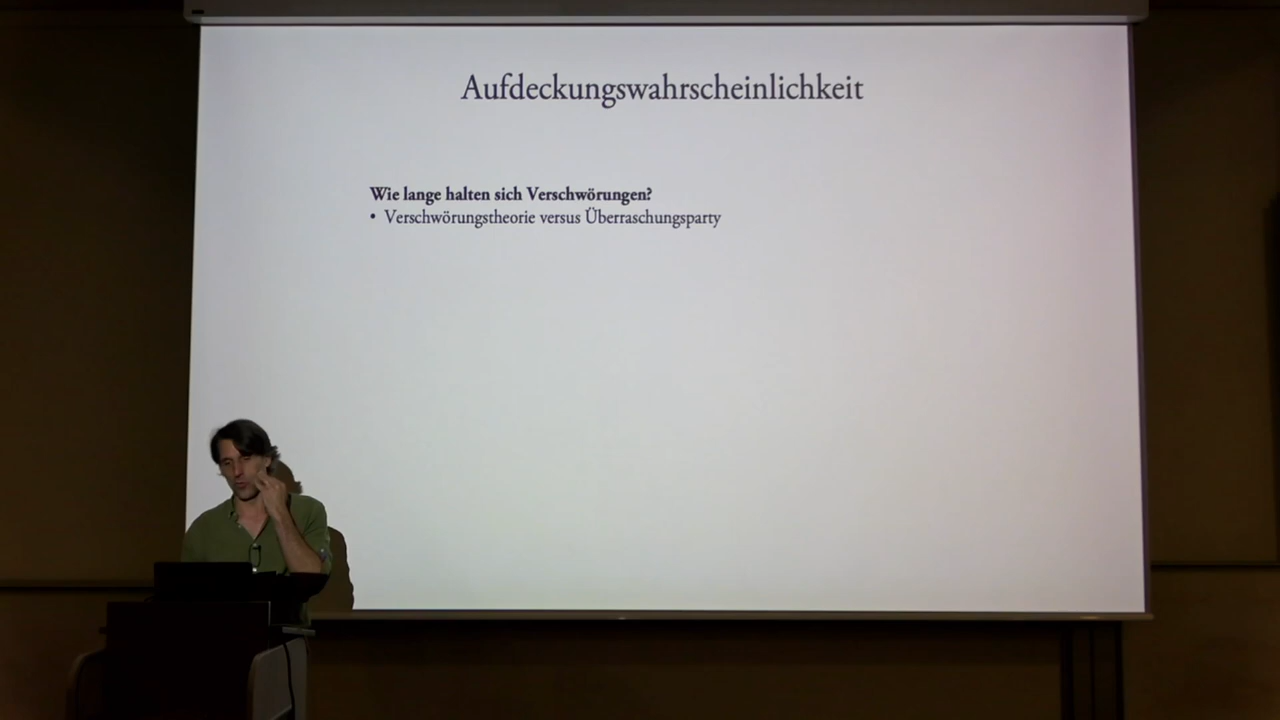 Aufdeckungswahrscheinlichkeit
Wie lange halten sich Verschwörungen?
• Verschwörungstheorie versus Überraschungsparty